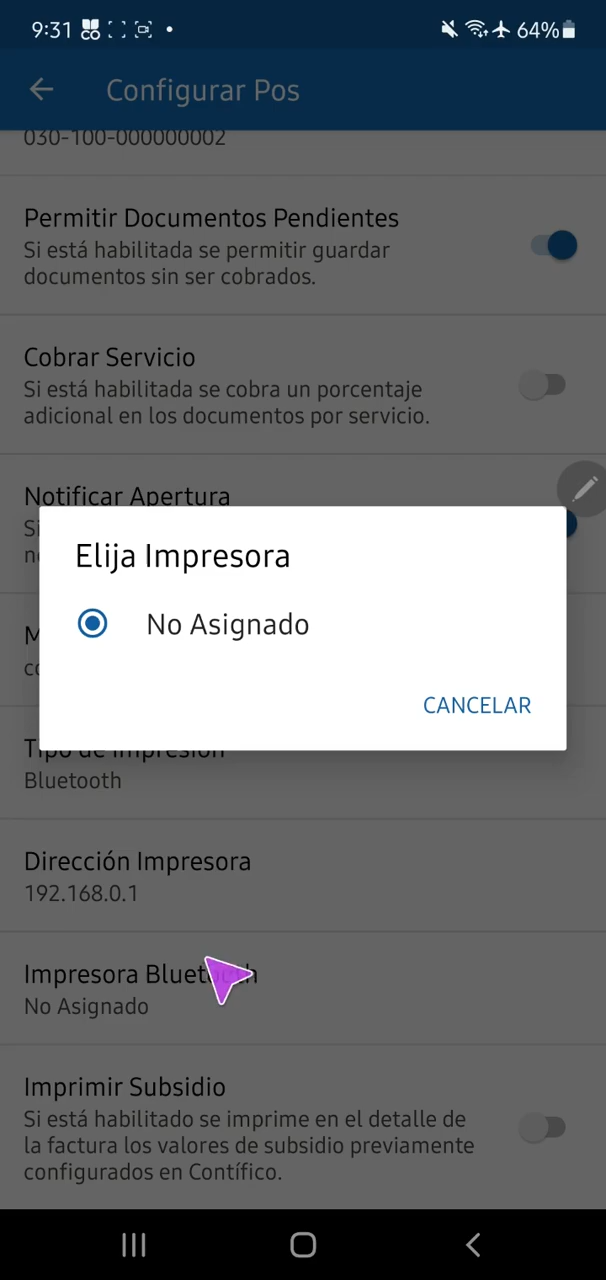 9:31
64%
Configurar Pos
030-100-000000002
Permitir Documentos Pendientes
Si está habilitada se permitir guardar
documentos sin ser cobrados.
Cobrar Servicio
Si está habilitada se cobra un porcentaje
adicional en los documentos por servicio.
Notificar Apertura
Si
Elija Impresora
No Asignado
CANCELAR
Tipo de Impresión
Bluetooth
Dirección Impresora
192.168.0.1
Impresora Bluetooth
No Asignado
Imprimir Subsidio
Si está habilitado se imprime en el detalle de
la factura los valores de subsidio previamente
configurados en Contífico.